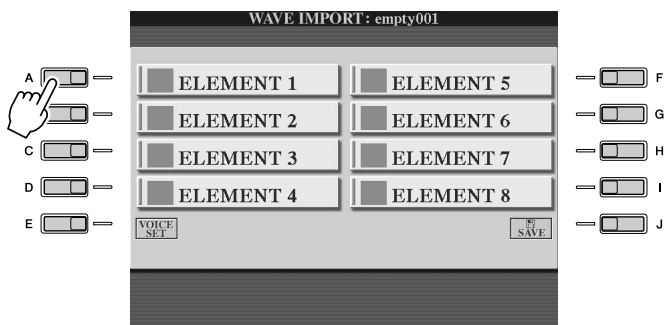 WAVE IMPORT: empty001
A ELEMENT 1 ELEMENT 5 F
ELEMENT 2 ELEMENT 6 G
C ELEMENT 3 ELEMENT 7 H
D ELEMENT 4 ELEMENT 8 I
E VOICE SET SAVE J